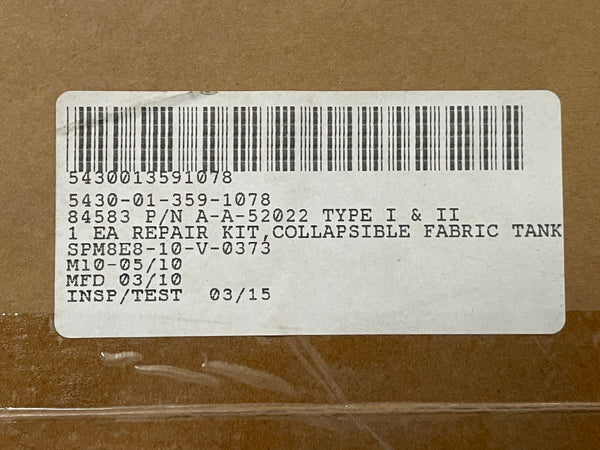 5430013591078
5430-01-359-1078
84583 P/N A-A-52022 TYPE I & II
1 EA REPAIR KIT,COLLAPSIBLE FABRIC TANK
SPM8E8-10-V-0373
M10-05/10
MFD 03/10
INSP/TEST 03/15